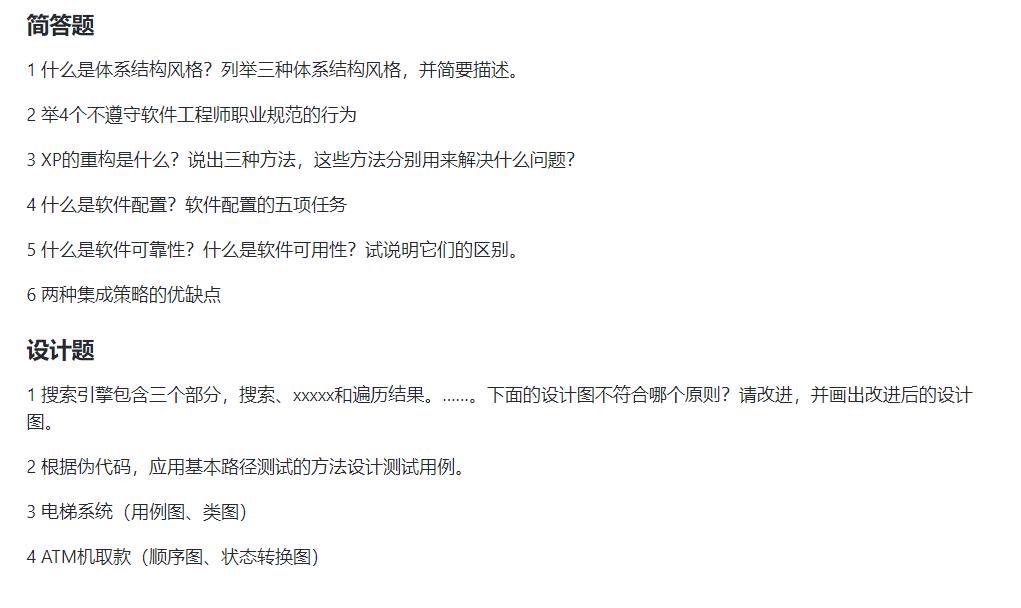 简答题
1 什么是体系结构风格？列举三种体系结构风格，并简要描述。
2 举4个不遵守软件工程师职业规范的行为
3 XP的重构是什么？说出三种方法，这些方法分别用来解决什么问题？
4 什么是软件配置？软件配置的五项任务
5 什么是软件可靠性？什么是软件可用性？试说明它们的区别。
6 两种集成策略的优缺点
设计题
1 搜索引擎包含三个部分，搜索、xxxxx和遍历结果。……。下面的设计图不符合哪个原则？请改进，并画出改进后的设计
图。
2 根据伪代码，应用基本路径测试的方法设计测试用例。
3 电梯系统（用例图、类图）
4 ATM机取款（顺序图、状态转换图）